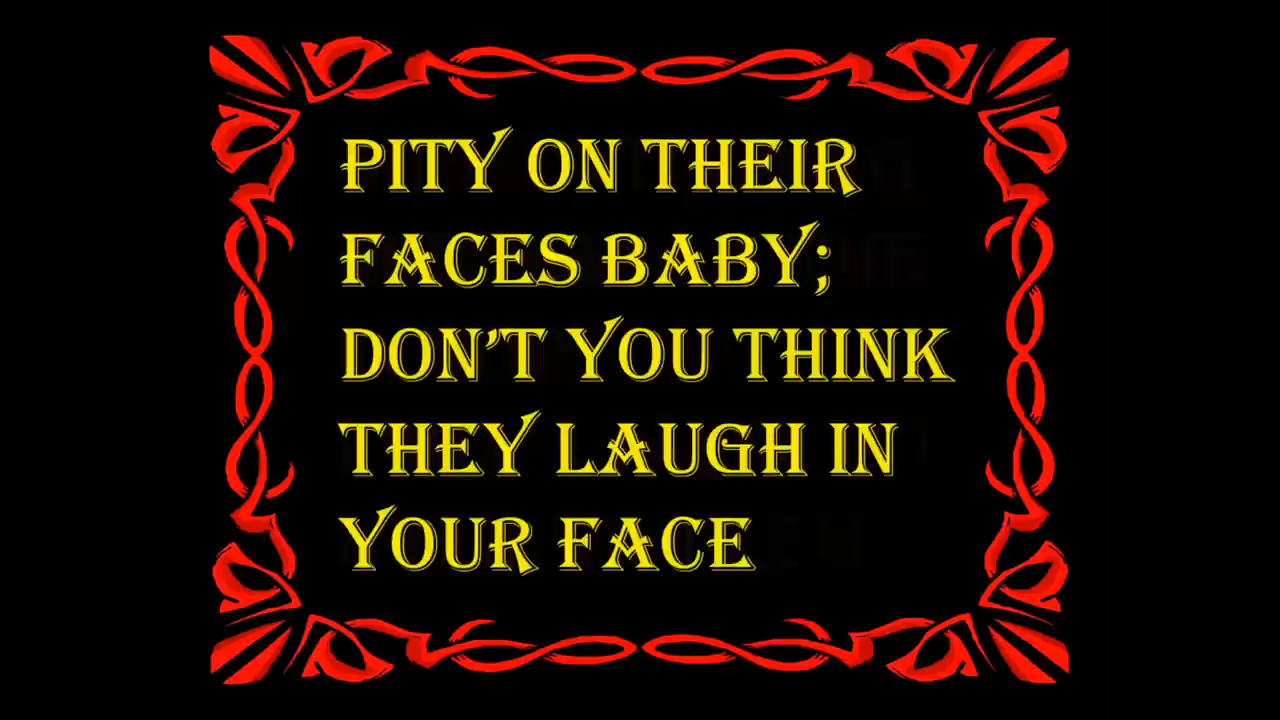 PITY ON THEIR
FACES BABY;
DON'T YOU THINK
THEY LAUGH IN
YOUR FACE